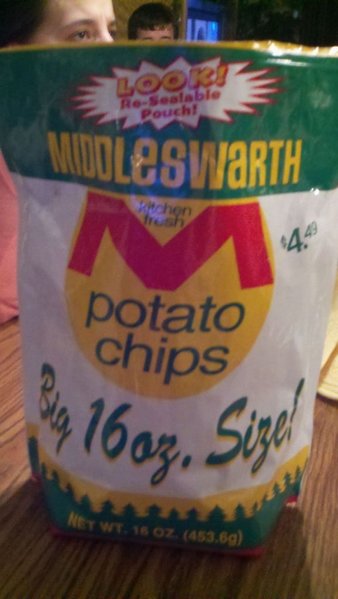 LOOK!
Re-Sealable
Pouch!
MIDDLESWARTH
kitchen
fresh
M
$4.49
potato
chips
Big 16oz. Size!
NET WT. 16 OZ. (453.6g)